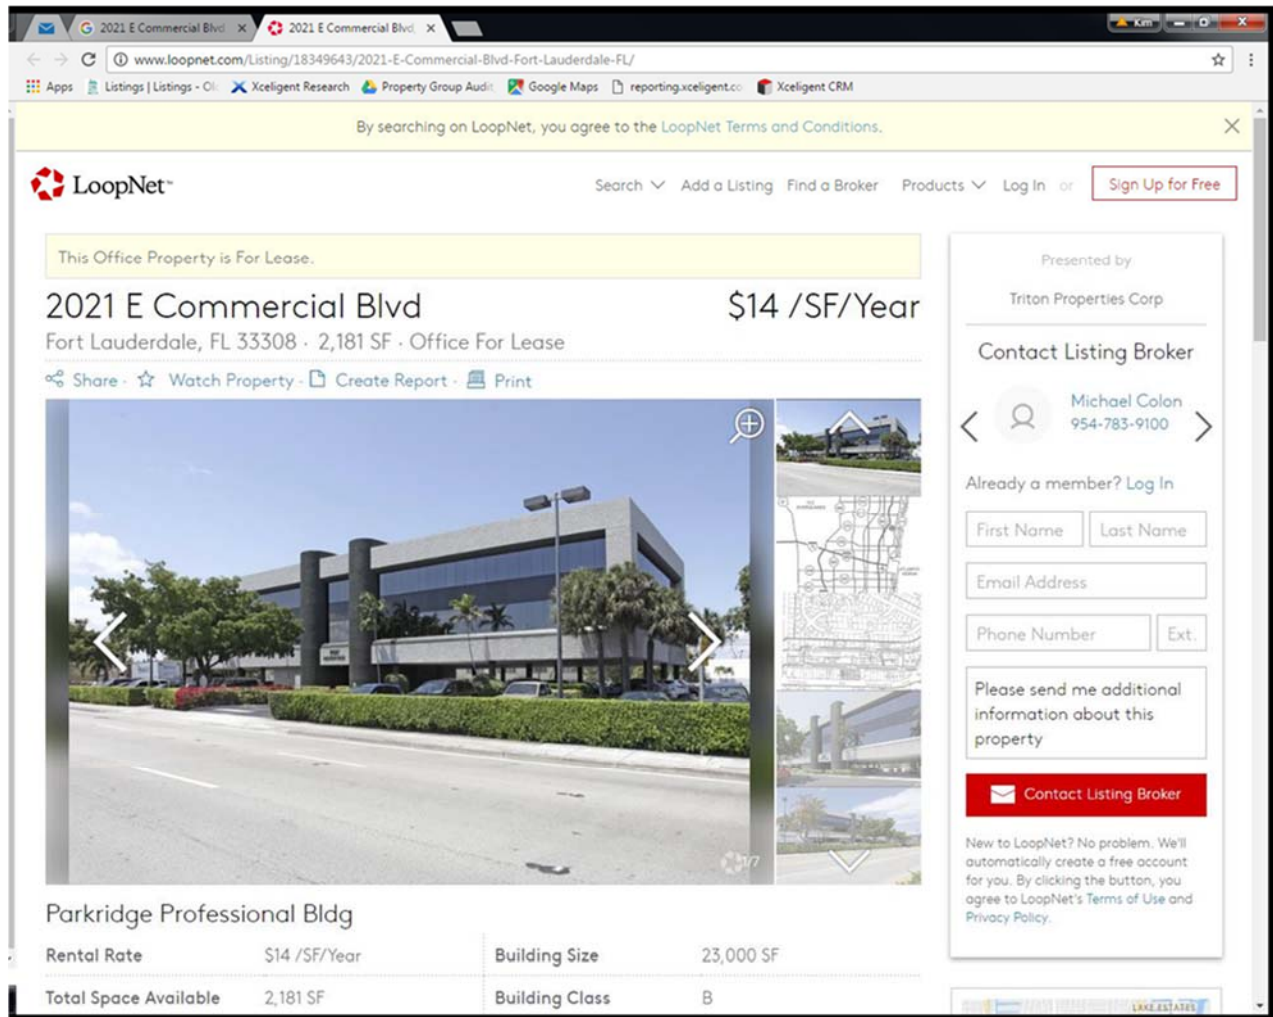 2021 E Commercial Blvd
2021 E Commercial Blvd,
Kim
www.loopnet.com/Listing/18349643/2021-E-Commercial-Blvd-Fort-Lauderdale-FL/
Apps Listings | Listings - Xceligent Research Property Group Audit Google Maps reporting.xceligent.co Xceligent CRM
By searching on LoopNet, you agree to the LoopNet Terms and Conditions.
LoopNet
Search Add a Listing Find a Broker Products Log In or Sign Up for Free
This Office Property is For Lease.
2021 E Commercial Blvd
$14 /SF/Year
Fort Lauderdale, FL 33308 · 2,181 SF · Office For Lease
Share · Watch Property · Create Report · Print
1/7
Parkridge Professional Bldg
Rental Rate $14 /SF/Year Building Size 23,000 SF
Total Space Available 2,181 SF Building Class B
Presented by
Triton Properties Corp
Contact Listing Broker
Michael Colon
954-783-9100
Already a member? Log In
First Name Last Name
Email Address
Phone Number Ext.
Please send me additional
information about this
property
Contact Listing Broker
New to LoopNet? No problem. We'll
automatically create a free account
for you. By clicking the button, you
agree to LoopNet's Terms of Use and
Privacy Policy.
LAKE ESTATES